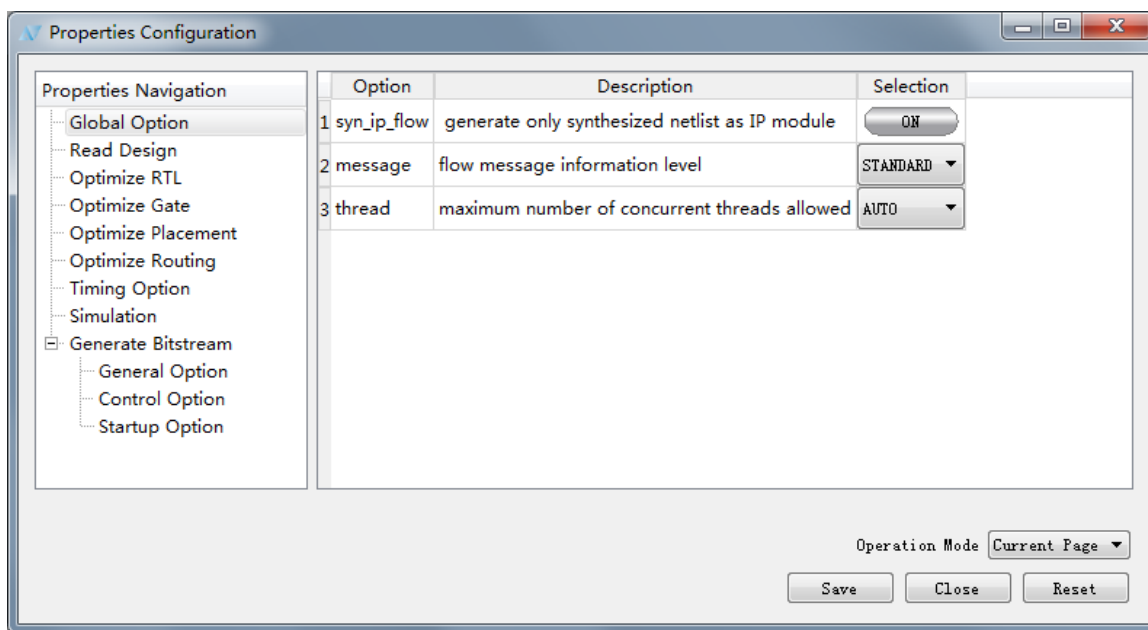 Properties Configuration
Properties Navigation
Global Option
Read Design
Optimize RTL
Optimize Gate
Optimize Placement
Optimize Routing
Timing Option
Simulation
Generate Bitstream
General Option
Control Option
Startup Option
Option Description Selection
1 syn_ip_flow generate only synthesized netlist as IP module ON
2 message flow message information level STANDARD
3 thread maximum number of concurrent threads allowed AUTO
Operation Mode Current Page
Save Close Reset